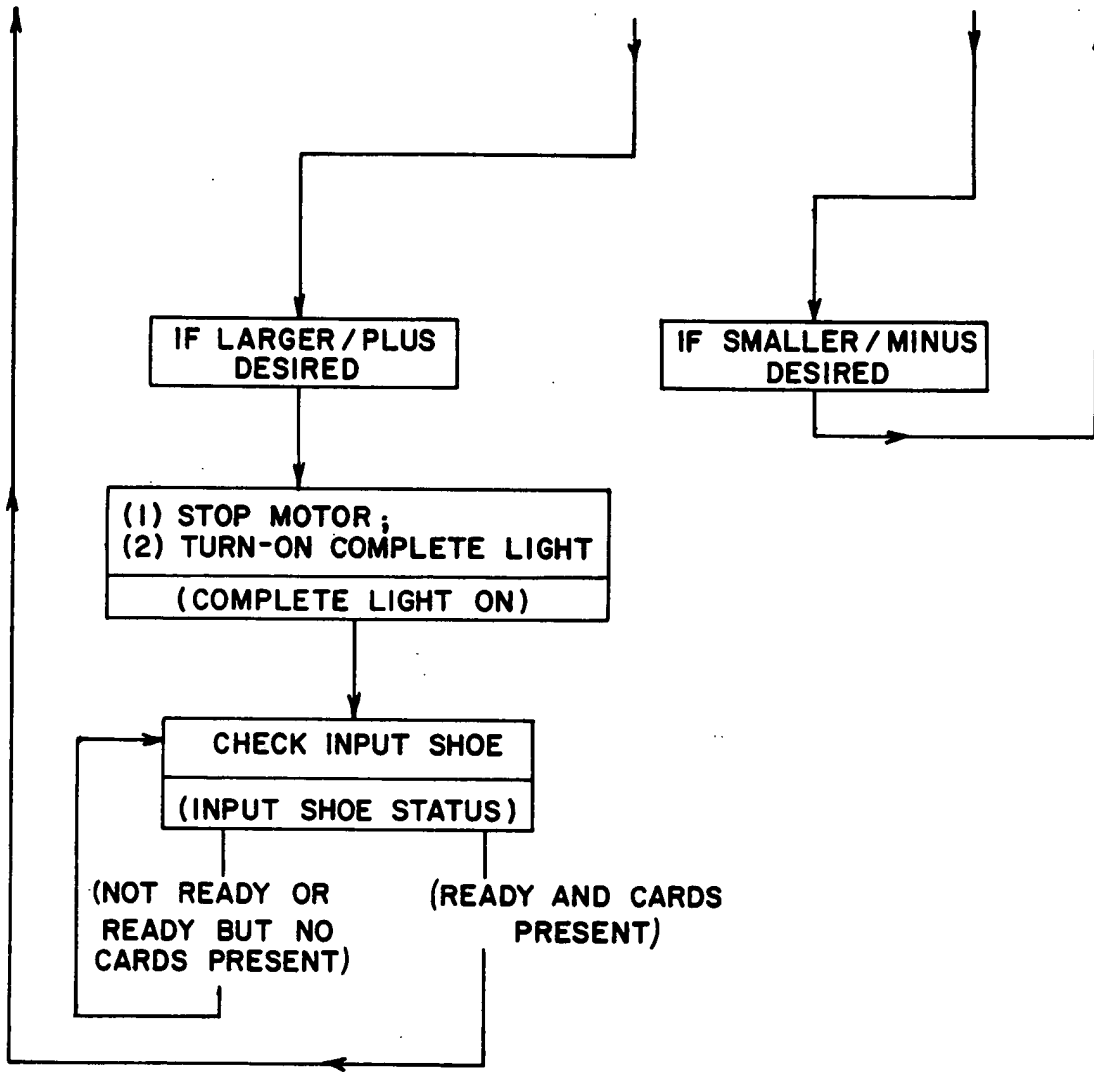 IF LARGER/PLUS
DESIRED
IF SMALLER/MINUS
DESIRED
(1) STOP MOTOR;
(2) TURN-ON COMPLETE LIGHT
(COMPLETE LIGHT ON)
CHECK INPUT SHOE
(INPUT SHOE STATUS)
(NOT READY OR
READY BUT NO
CARDS PRESENT)
(READY AND CARDS
PRESENT)